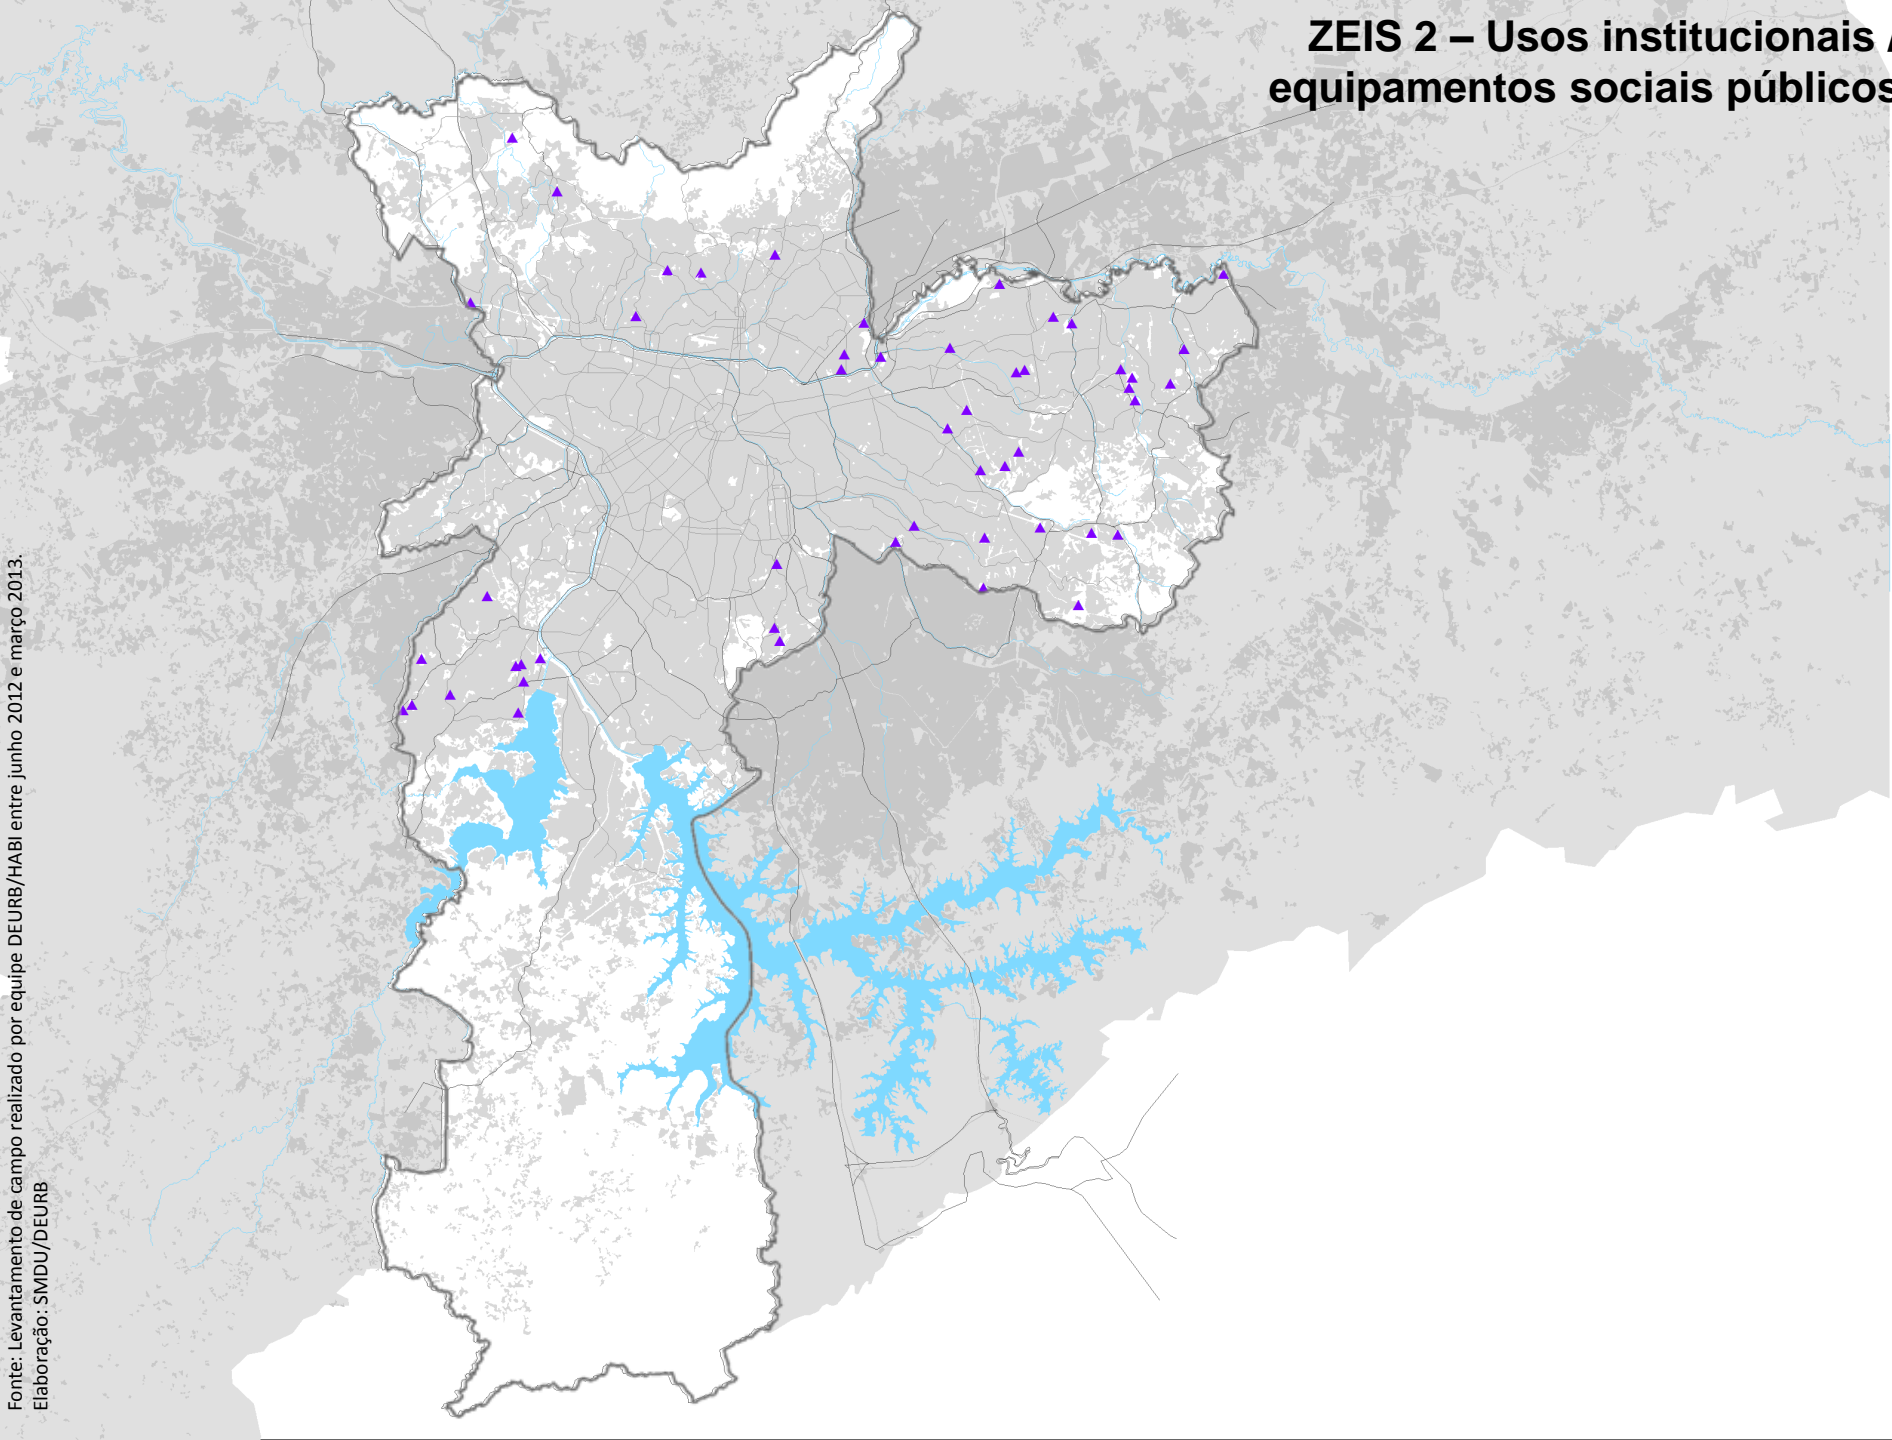 ZEIS 2 – Usos institucionais
equipamentos sociais públicos
Fonte: Levantamento de campo realizado por equipe DEURB/HABI entre junho 2012 e março 2013.
Elaboração: SMDU/DEURB